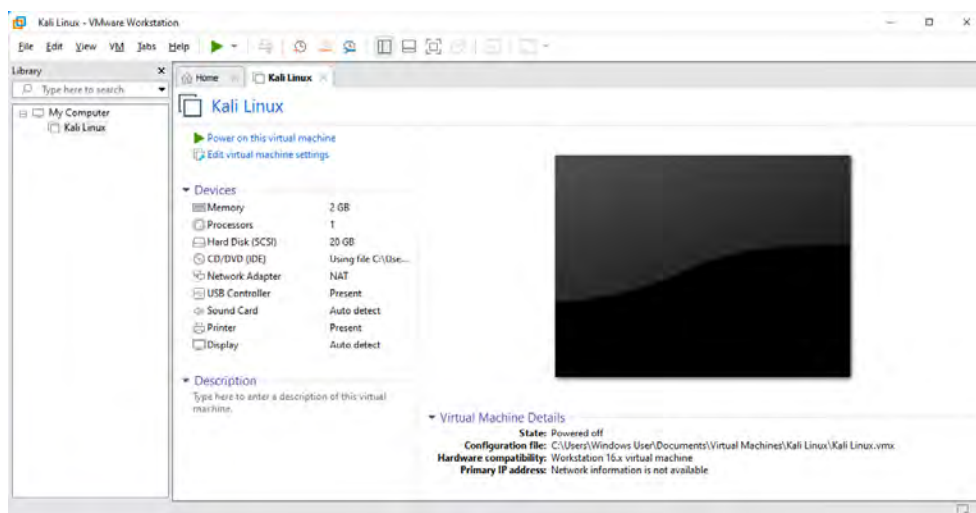 Kali Linux - VMware Workstation
File Edit View VM Tabs Help
Library
Type here to search
My Computer
Kali Linux
Home
Kali Linux
Kali Linux
Power on this virtual machine
Edit virtual machine settings
Devices
Memory 2 GB
Processors 1
Hard Disk (SCSI) 20 GB
CD/DVD (IDE) Using file C:\Use...
Network Adapter NAT
USB Controller Present
Sound Card Auto detect
Printer Present
Display Auto detect
Description
Type here to enter a description of this virtual
machine.
Virtual Machine Details
State: Powered off
Configuration file: C:\Users\Windows User\Documents\Virtual Machines\Kali Linux\Kali Linux.vmx
Hardware compatibility: Workstation 16.x virtual machine
Primary IP address: Network information is not available